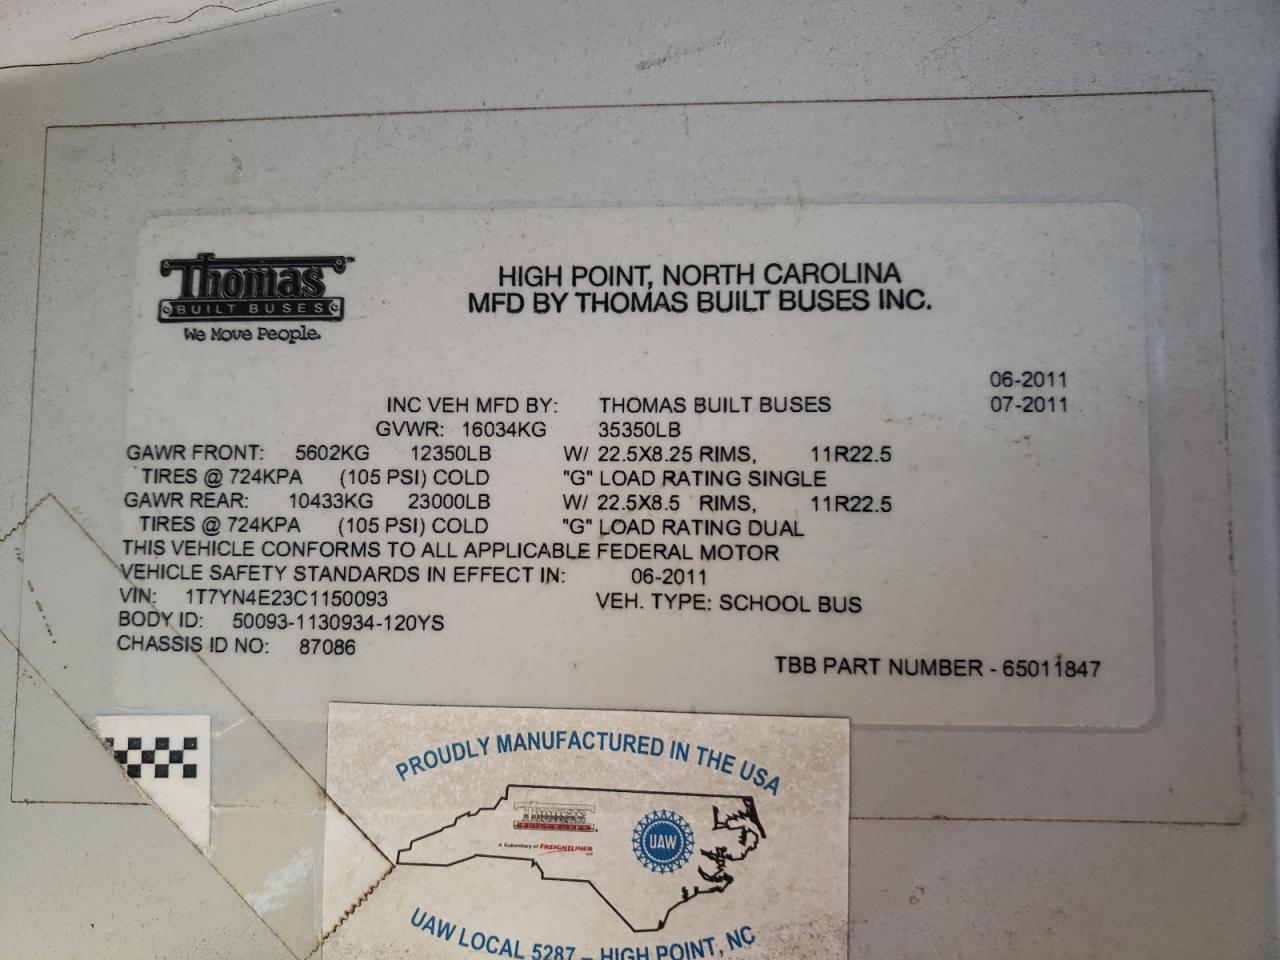 Thomas
BUILT BUSES
We Move People.
HIGH POINT, NORTH CAROLINA
MFD BY THOMAS BUILT BUSES INC.
06-2011
INC VEH MFD BY: THOMAS BUILT BUSES 07-2011
GVWR: 16034KG 35350LB
GAWR FRONT: 5602KG 12350LB W/ 22.5X8.25 RIMS, 11R22.5
TIRES @ 724KPA (105 PSI) COLD "G" LOAD RATING SINGLE
GAWR REAR: 10433KG 23000LB W/ 22.5X8.5 RIMS, 11R22.5
TIRES @ 724KPA (105 PSI) COLD "G" LOAD RATING DUAL
THIS VEHICLE CONFORMS TO ALL APPLICABLE FEDERAL MOTOR
VEHICLE SAFETY STANDARDS IN EFFECT IN: 06-2011
VIN: 1T7YN4E23C1150093 VEH. TYPE: SCHOOL BUS
BODY ID: 50093-1130934-120YS
CHASSIS ID NO: 87086
TBB PART NUMBER - 65011847
PROUDLY MANUFACTURED IN THE USA
Thomas
BUILT BUSES
A Subsidiary of FREIGHTLINER
UAW
UAW LOCAL 5287 – HIGH POINT, NC